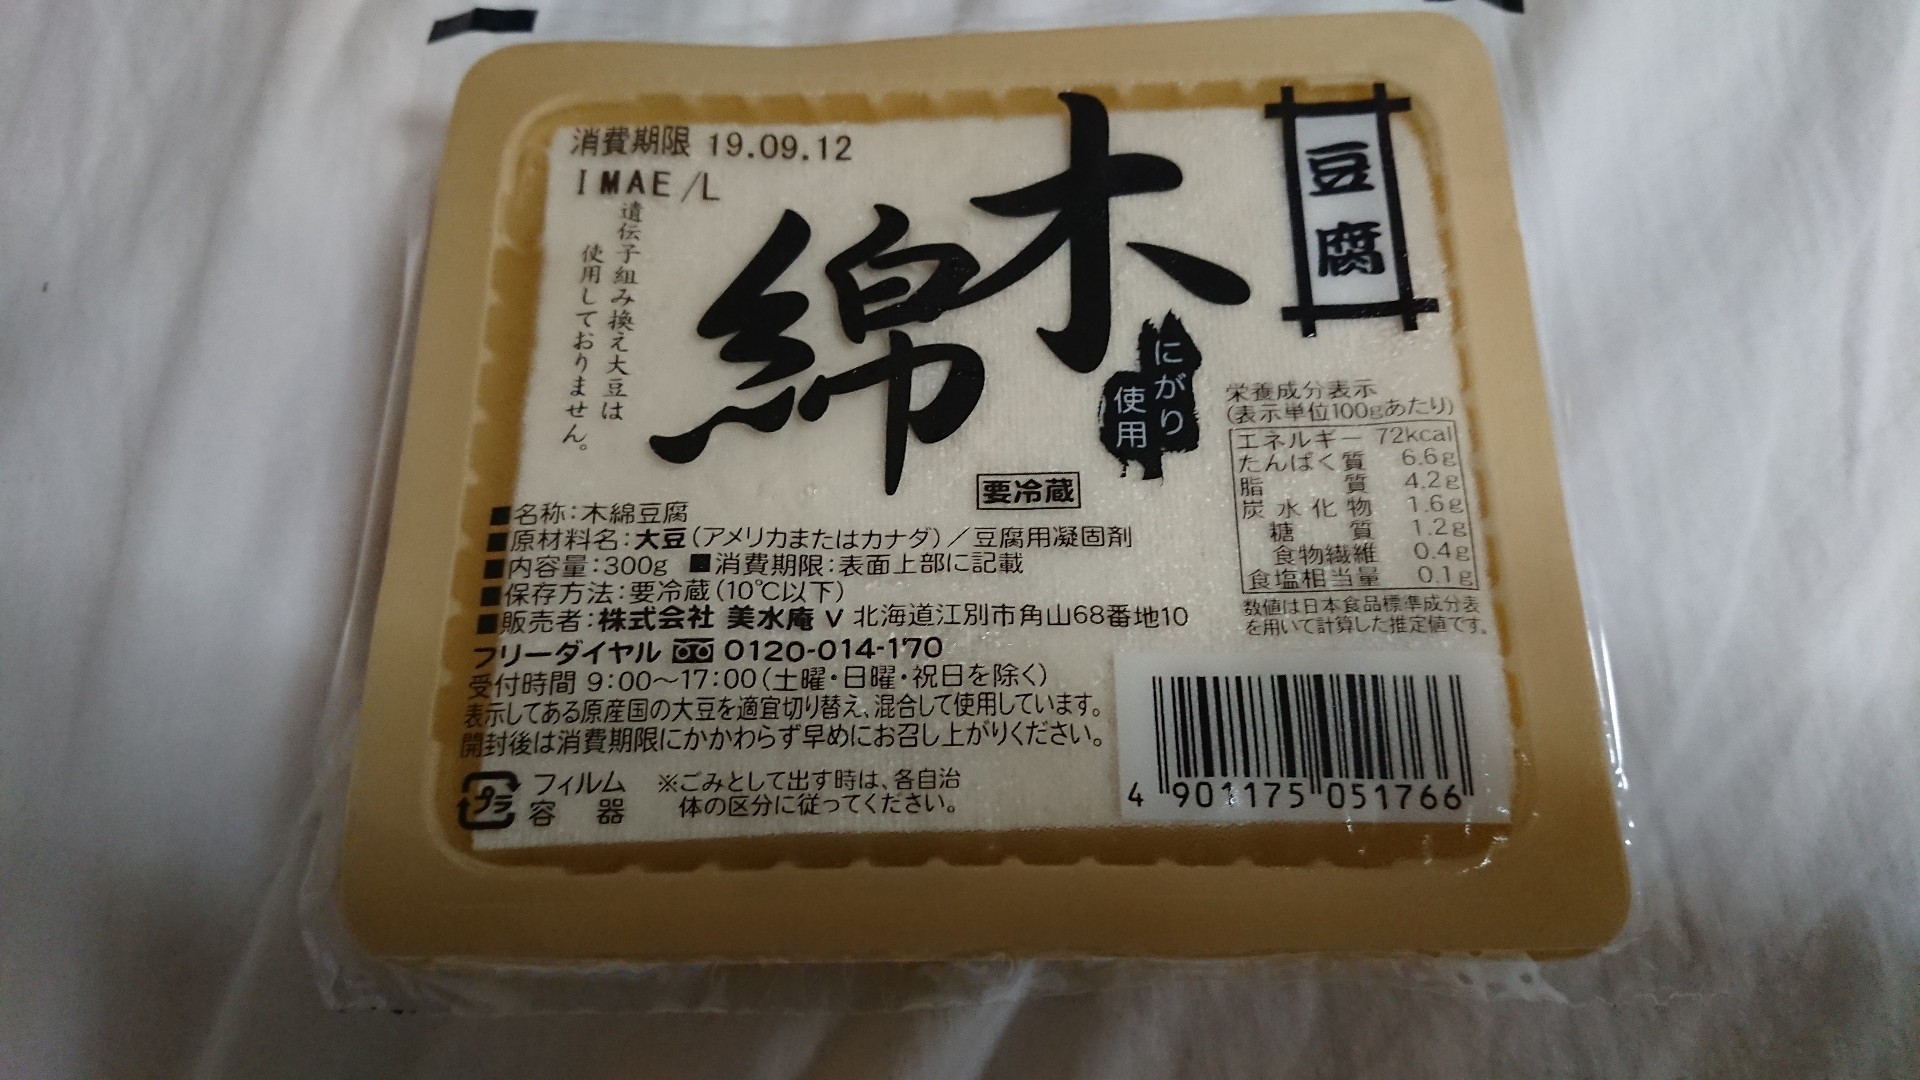 消費期限 19.09.12
IMAE/L
豆腐
木綿
にがり
使用
遺伝子組み換え大豆は
使用しておりません。
要冷蔵
栄養成分表示
(表示単位100gあたり)
エネルギー 72kcal
たんぱく質 6.6g
脂質 4.2g
炭水化物 1.6g
糖質 1.2g
食物繊維 0.4g
食塩相当量 0.1g
数値は日本食品標準成分表
を用いて計算した推定値です。
■名称:木綿豆腐
■原材料名:大豆(アメリカまたはカナダ)/豆腐用凝固剤
■内容量:300g ■消費期限:表面上部に記載
■保存方法:要冷蔵(10℃以下)
■販売者:株式会社 美水庵 V 北海道江別市角山68番地10
フリーダイヤル 0120-014-170
受付時間 9:00～17:00(土曜・日曜・祝日を除く)
表示してある原産国の大豆を適宜切り替え、混合して使用しています。
開封後は消費期限にかかわらず早めにお召し上がりください。
プラ
フィルム
容器
※ごみとして出す時は、各自治
体の区分に従ってください。
4 901175 051766